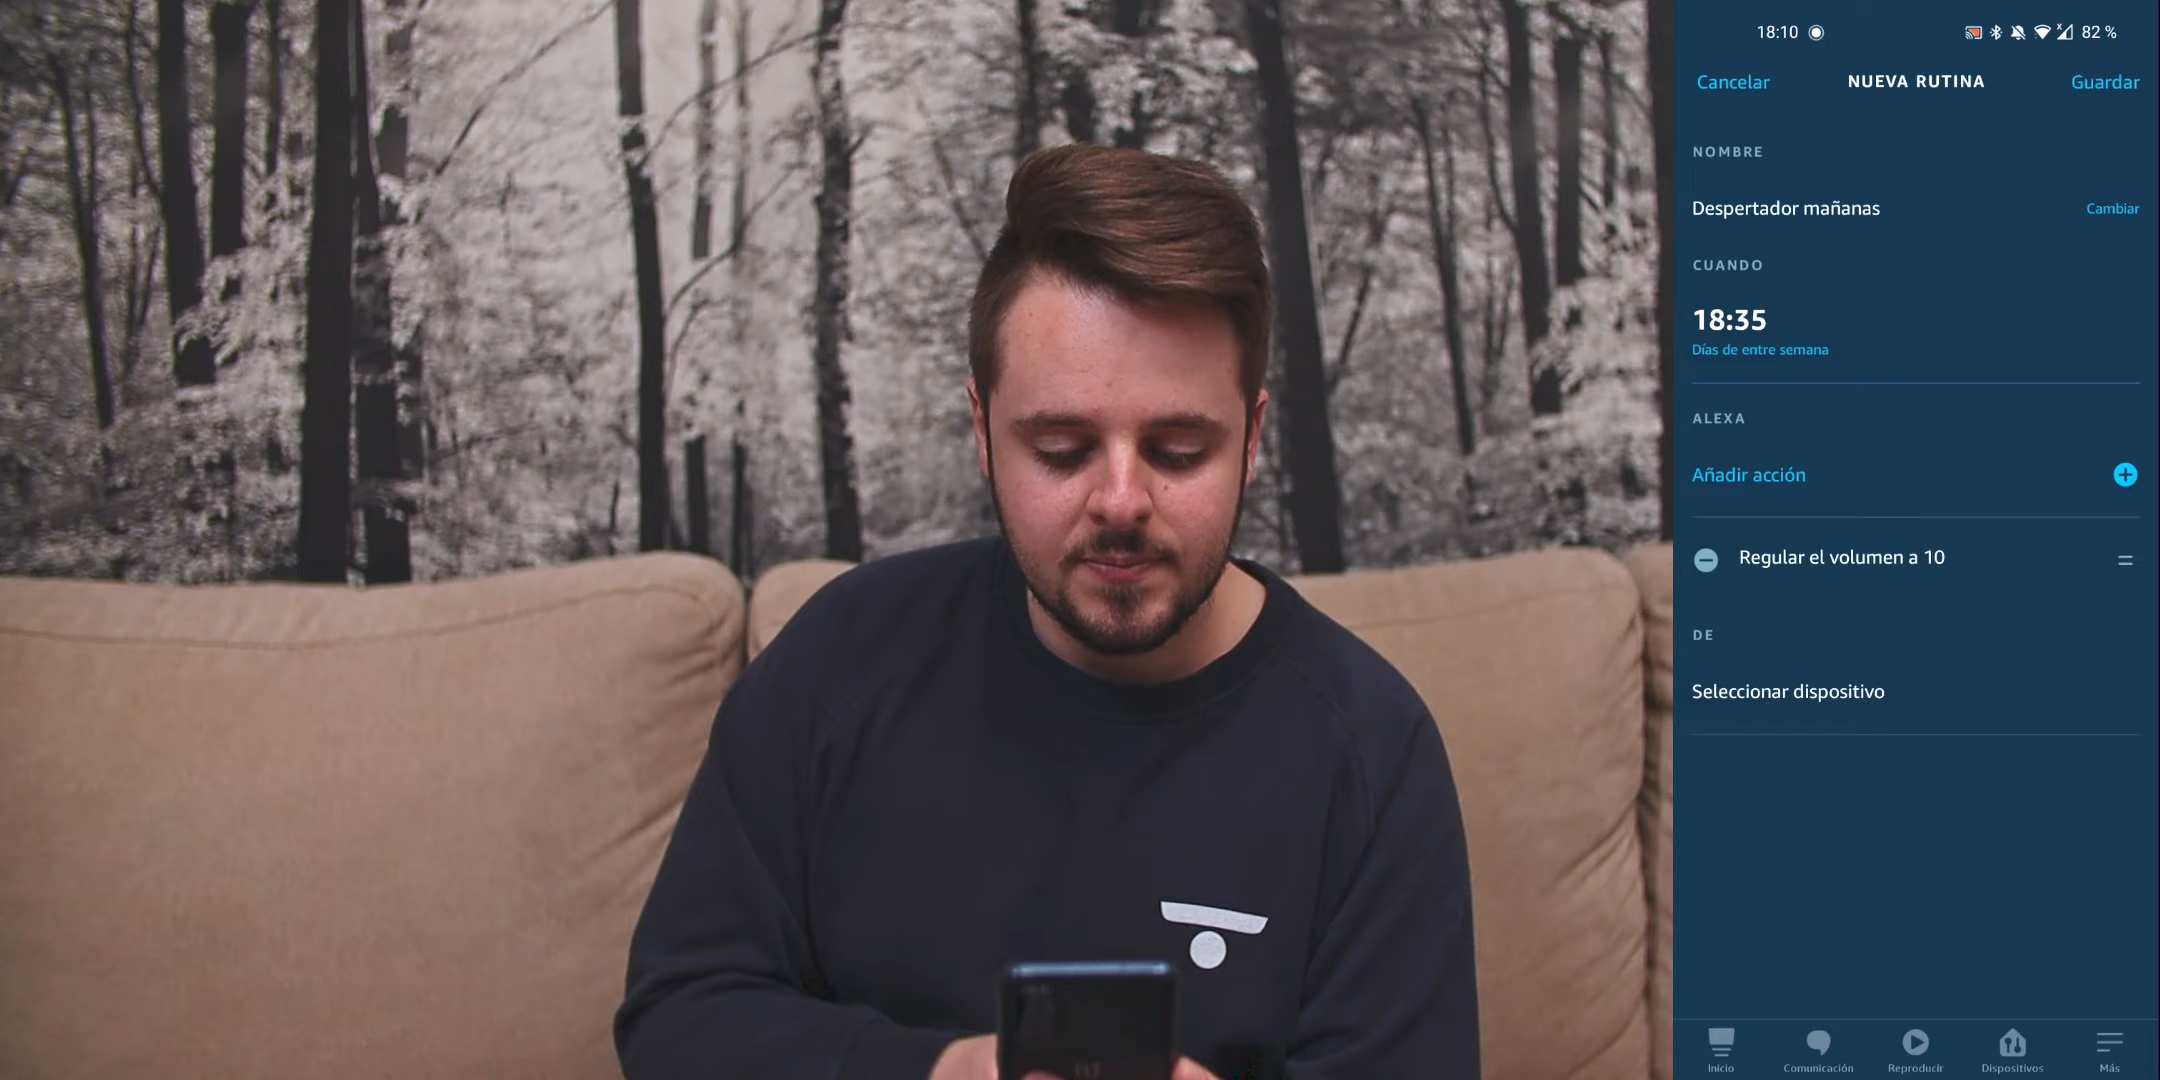 18:10 82 %
Cancelar NUEVA RUTINA Guardar
NOMBRE
Despertador mañanas Cambiar
CUANDO
18:35
Días de entre semana
ALEXA
Añadir acción
Regular el volumen a 10
DE
Seleccionar dispositivo
Inicio Comunicación Reproducir Dispositivos Más